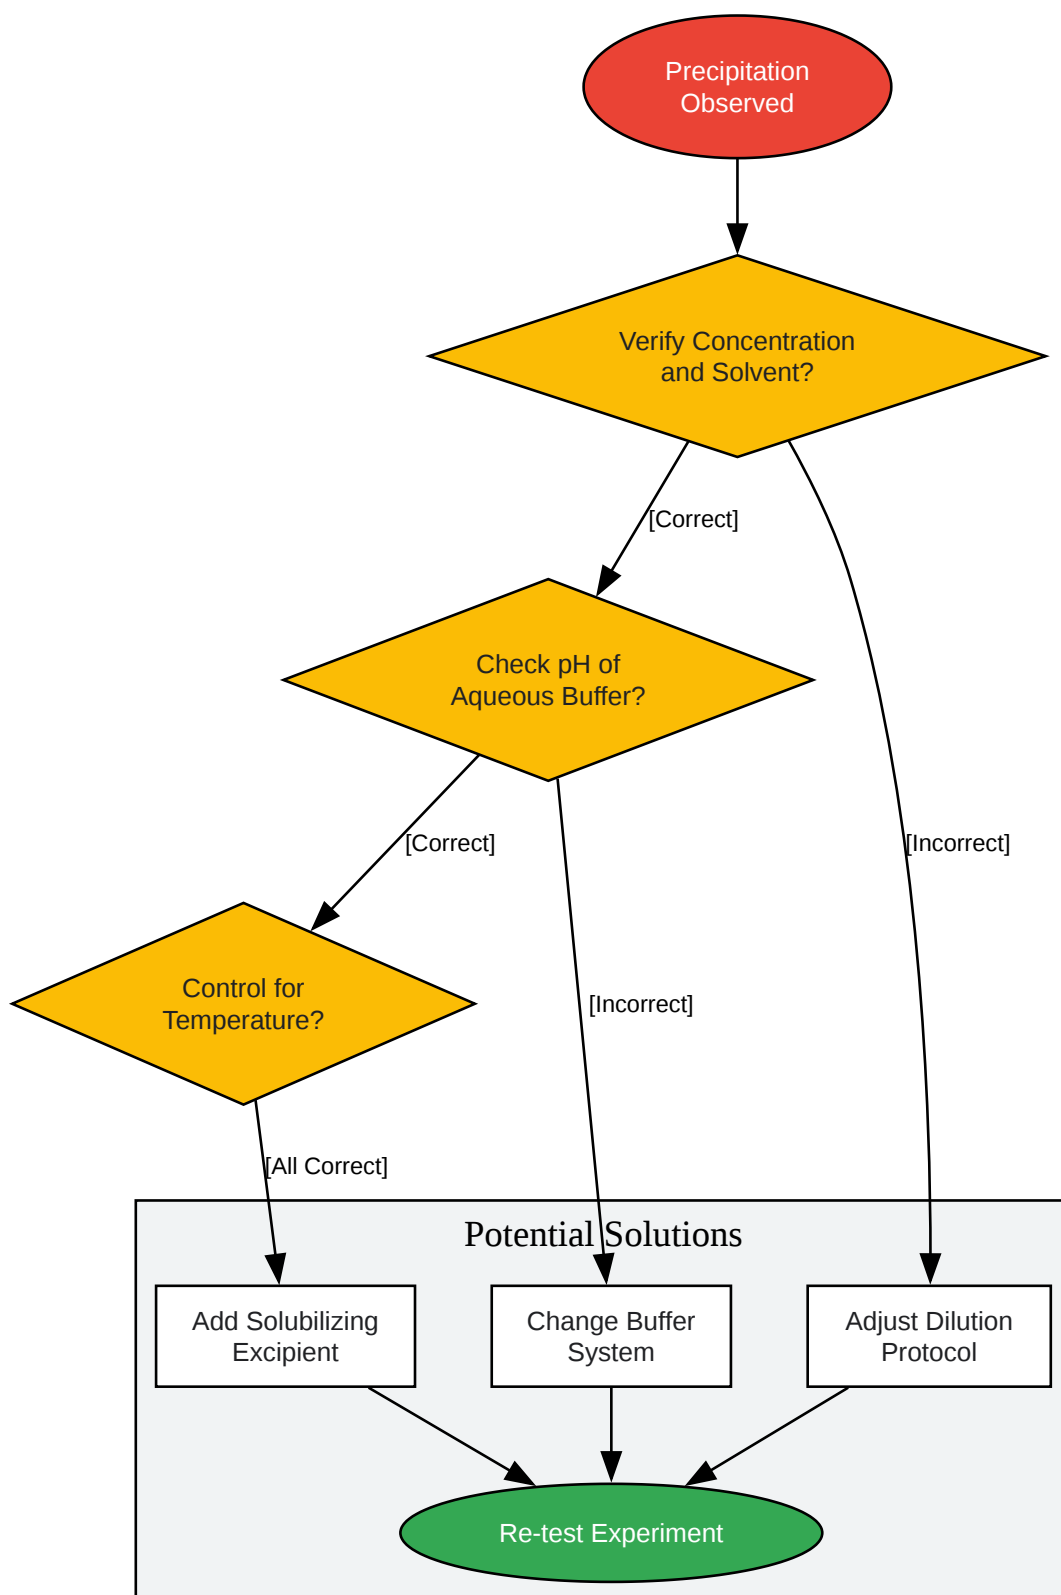 Precipitation
Observed
Verify Concentration
and Solvent?
[Correct]
Check pH of
Aqueous Buffer?
[Correct]
[Incorrect]
Control for
Temperature?
[Incorrect]
[All Correct]
Potential Solutions
Add Solubilizing
Excipient
Change Buffer
System
Adjust Dilution
Protocol
Re-test Experiment